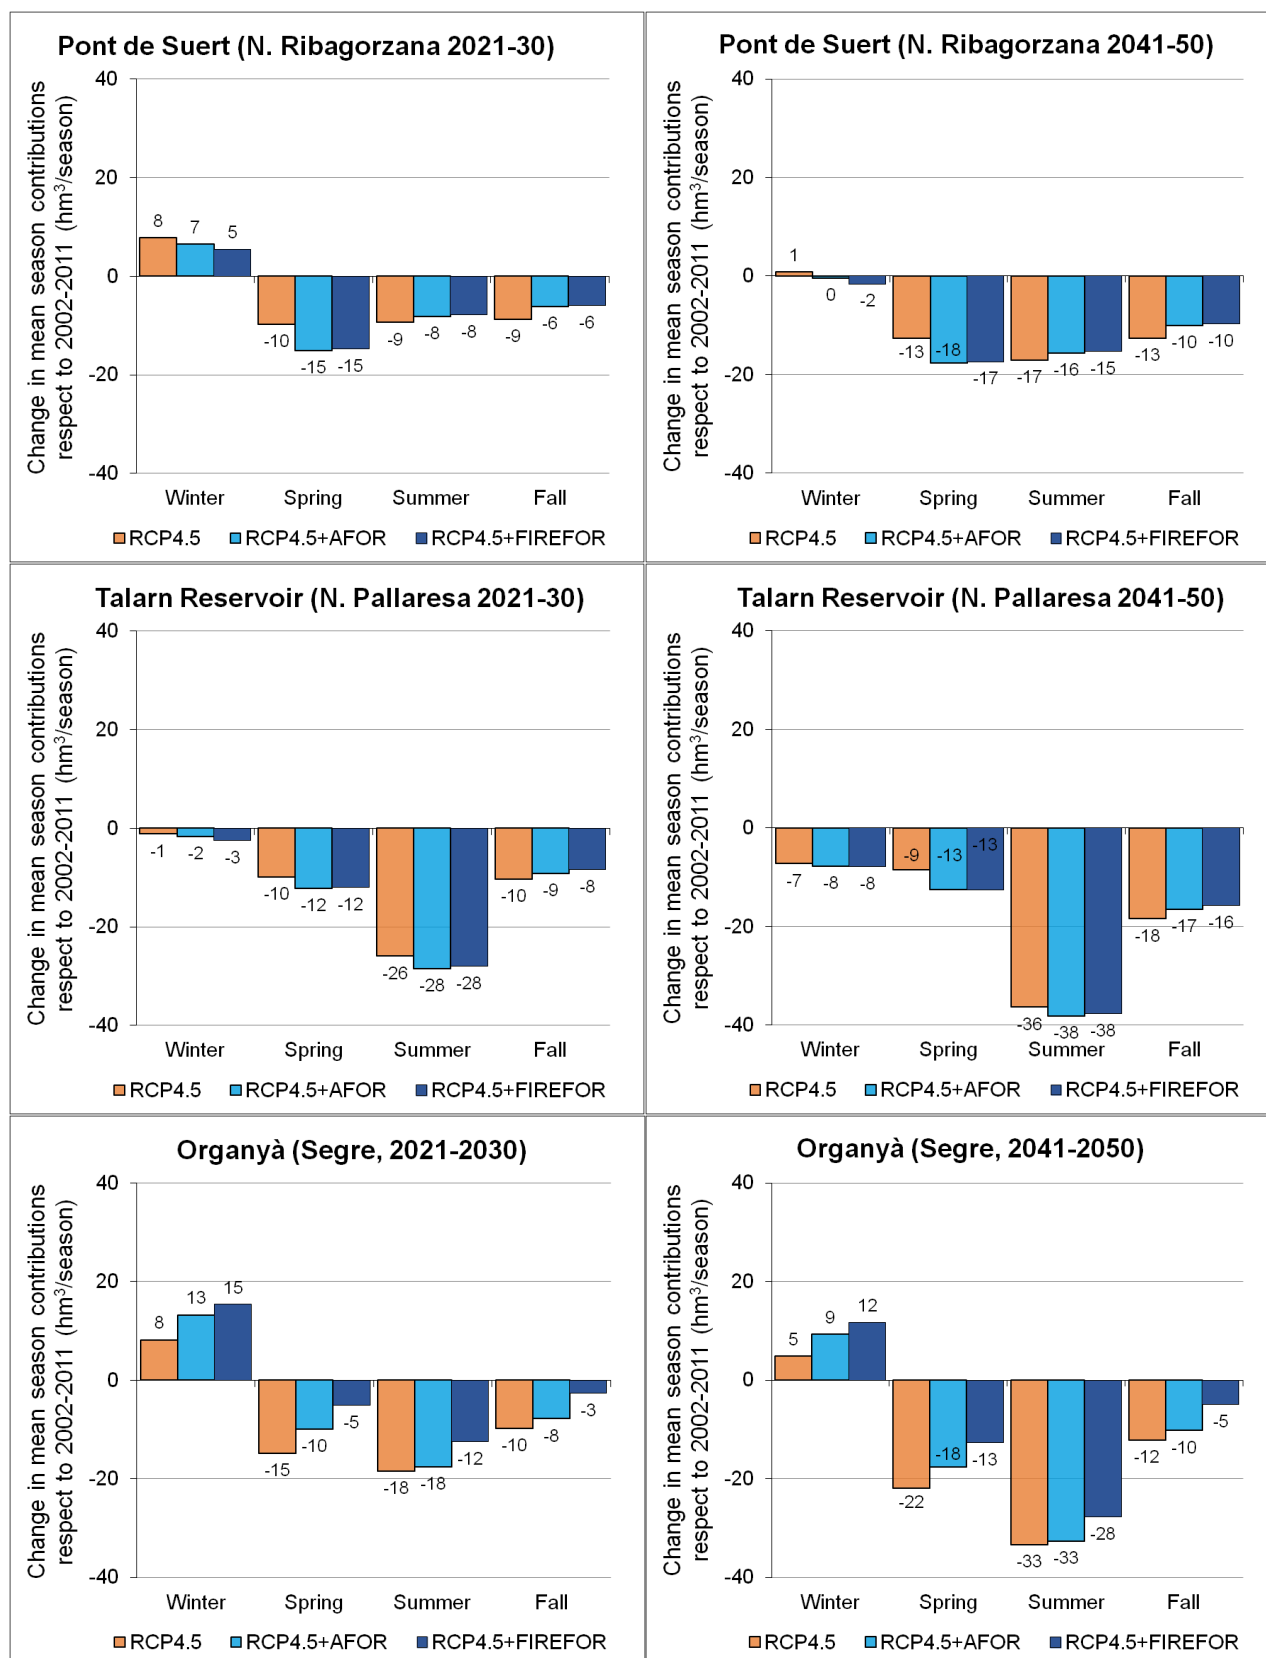 Pont de Suert (N. Ribagorzana 2021-30)
Change in mean season contributions
respect to 2002-2011 (hm³/season)
40
20
0
-20
-40
8 7 5
-10 -15 -15
-9 -8 -8
-9 -6 -6
Winter Spring Summer Fall
RCP4.5 RCP4.5+AFOR RCP4.5+FIREFOR
Pont de Suert (N. Ribagorzana 2041-50)
Change in mean season contributions
respect to 2002-2011 (hm³/season)
40
20
0
-20
-40
1 0 -2
-13 -18 -17
-17 -16 -15
-13 -10 -10
Winter Spring Summer Fall
RCP4.5 RCP4.5+AFOR RCP4.5+FIREFOR
Talarn Reservoir (N. Pallaresa 2021-30)
Change in mean season contributions
respect to 2002-2011 (hm³/season)
40
20
0
-20
-40
-1 -2 -3
-10 -12 -12
-26 -28 -28
-10 -9 -8
Winter Spring Summer Fall
RCP4.5 RCP4.5+AFOR RCP4.5+FIREFOR
Talarn Reservoir (N. Pallaresa 2041-50)
Change in mean season contributions
respect to 2002-2011 (hm³/season)
40
20
0
-20
-40
-7 -8 -8
-9 -13 -13
-36 -38 -38
-18 -17 -16
Winter Spring Summer Fall
RCP4.5 RCP4.5+AFOR RCP4.5+FIREFOR
Organyà (Segre, 2021-2030)
Change in mean season contributions
respect to 2002-2011 (hm³/season)
40
20
0
-20
-40
8 13 15
-15 -10 -5
-18 -18 -12
-10 -8 -3
Winter Spring Summer Fall
RCP4.5 RCP4.5+AFOR RCP4.5+FIREFOR
Organyà (Segre, 2041-2050)
Change in mean season contributions
respect to 2002-2011 (hm³/season)
40
20
0
-20
-40
5 9 12
-22 -18 -13
-33 -33 -28
-12 -10 -5
Winter Spring Summer Fall
RCP4.5 RCP4.5+AFOR RCP4.5+FIREFOR